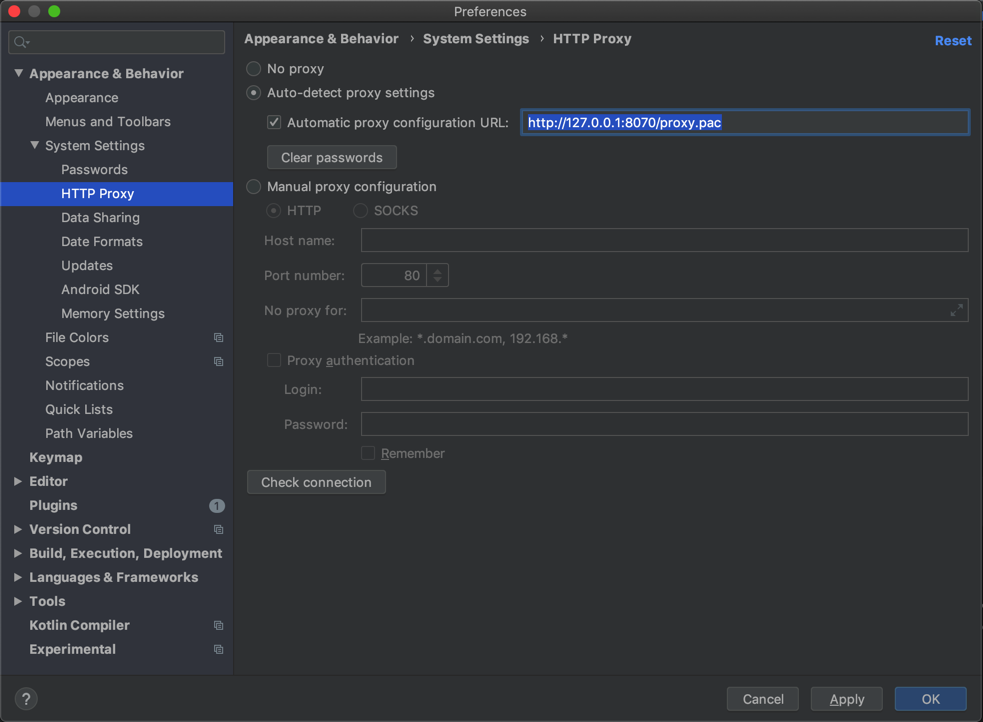 Preferences
Appearance & Behavior › System Settings › HTTP Proxy
Reset
Appearance & Behavior
Appearance
Menus and Toolbars
System Settings
Passwords
HTTP Proxy
Data Sharing
Date Formats
Updates
Android SDK
Memory Settings
File Colors
Scopes
Notifications
Quick Lists
Path Variables
Keymap
Editor
Plugins 1
Version Control
Build, Execution, Deployment
Languages & Frameworks
Tools
Kotlin Compiler
Experimental
No proxy
Auto-detect proxy settings
Automatic proxy configuration URL: http://127.0.0.1:8070/proxy.pac
Clear passwords
Manual proxy configuration
HTTP SOCKS
Host name:
Port number: 80
No proxy for:
Example: *.domain.com, 192.168.*
Proxy authentication
Login:
Password:
Remember
Check connection
? Cancel Apply OK